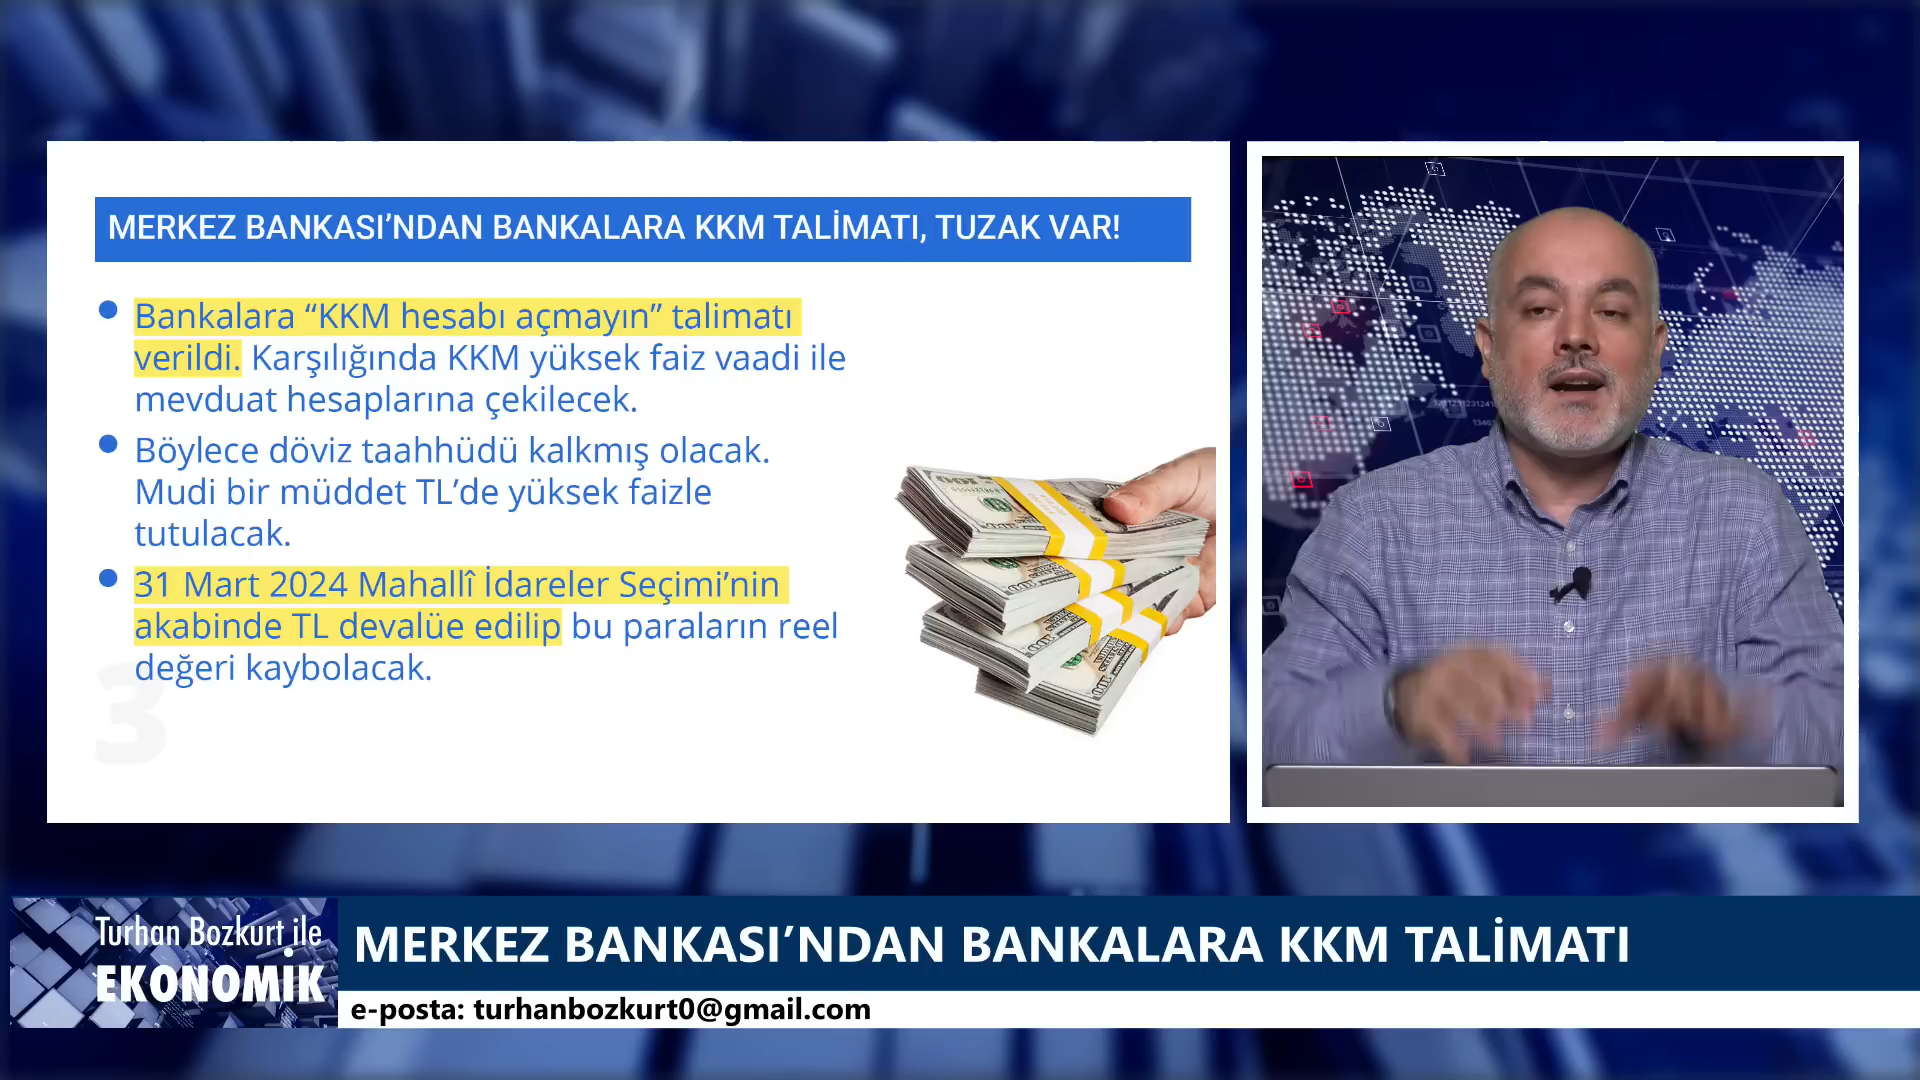 MERKEZ BANKASI’NDAN BANKALARA KKM TALİMATI, TUZAK VAR!
Bankalara “KKM hesabı açmayın” talimatı
verildi. Karşılığında KKM yüksek faiz vaadi ile
mevduat hesaplarına çekilecek.
Böylece döviz taahhüdü kalkmış olacak.
Mudi bir müddet TL’de yüksek faizle
tutulacak.
31 Mart 2024 Mahallî İdareler Seçimi’nin
akabinde TL devalüe edilip bu paraların reel
değeri kaybolacak.
3
Turhan Bozkurt ile
EKONOMİK
MERKEZ BANKASI’NDAN BANKALARA KKM TALİMATI
e-posta: turhanbozkurt0@gmail.com